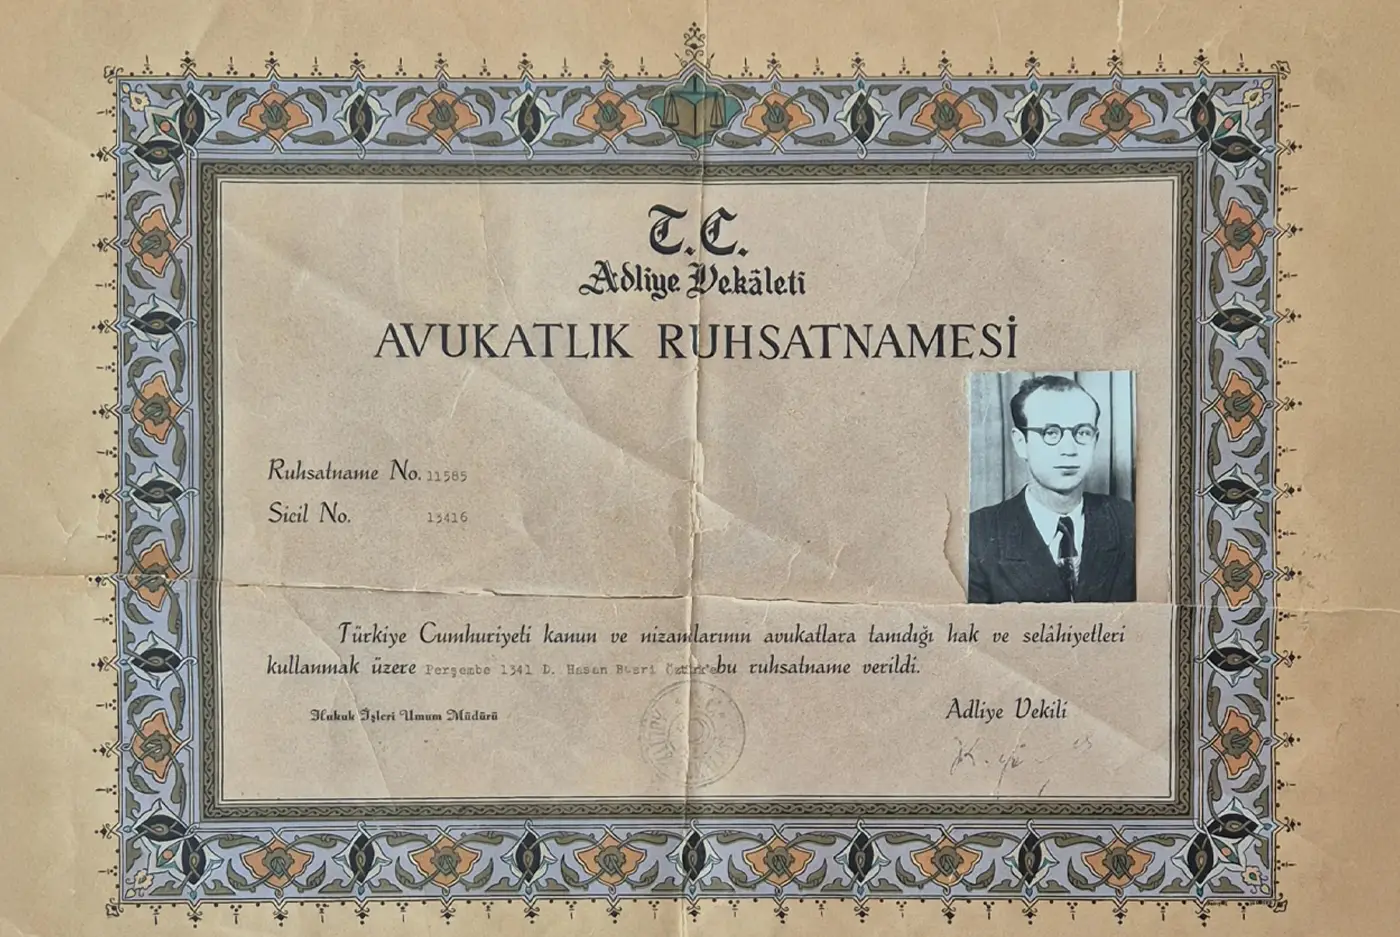 T.C.
Adliye Vekâleti
AVUKATLIK RUHSATNAMESİ
Ruhsatname No. 11585
Sicil No. 13416
Türkiye Cumhuriyeti kanun ve nizamlarının avukatlara tanıdığı hak ve selâhiyetleri
kullanmak üzere Perşembe 1341 D. Hasan Basri Öztürk'e bu ruhsatname verildi.
Hukuk İşleri Umum Müdürü
Adliye Vekili